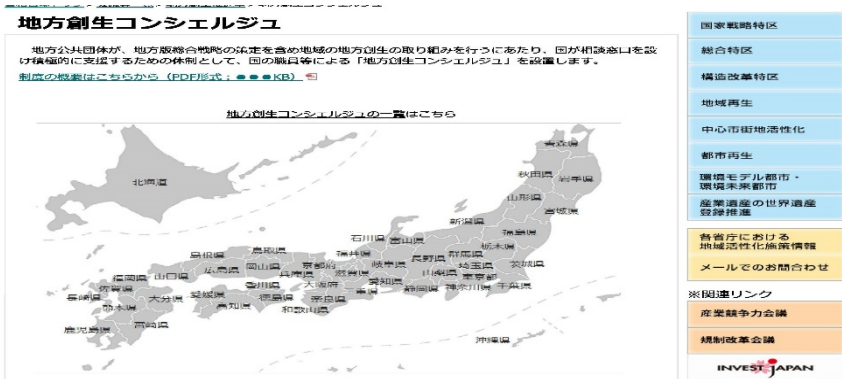 地方創生コンシェルジュ
地方公共団体が、地方版総合戦略の策定を含め地域の地方創生の取り組みを行うにあたり、国が相談窓口を設
け積極的に支援するための体制として、国の職員等による「地方創生コンシェルジュ」を設置します。
制度の概要はこちらから（PDF形式：●●●KB）
地方創生コンシェルジュの一覧はこちら
北海道
青森県
秋田県 岩手県
山形県
宮城県
新潟県
福島県
石川県 富山県
栃木県
島根県 鳥取県 福井県 岐阜県 長野県 群馬県
福岡県 山口県 広島県 岡山県 兵庫県 京都府 滋賀県 愛知県 山梨県 埼玉県 茨城県
東京都
佐賀県
長崎県 大分県 愛媛県 香川県 徳島県 大阪府 奈良県 三重県 静岡県 神奈川県 千葉県
熊本県 高知県 和歌山県
鹿児島県 宮崎県
沖縄県
国家戦略特区
総合特区
構造改革特区
地域再生
中心市街地活性化
都市再生
環境モデル都市・
環境未来都市
産業遺産の世界遺産
登録推進
各省庁における
地域活性化施策情報
メールでのお問合わせ
※関連リンク
産業競争力会議
規制改革会議
INVEST JAPAN